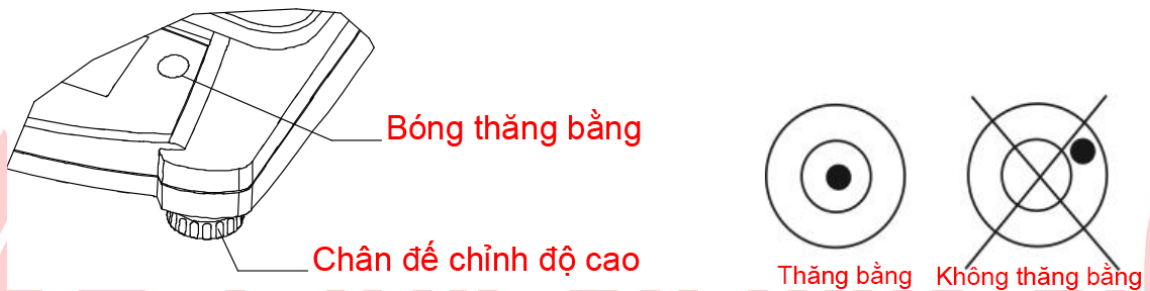 Bóng thăng bằng
Chân đế chỉnh độ cao
Thăng bằng
Không thăng bằng